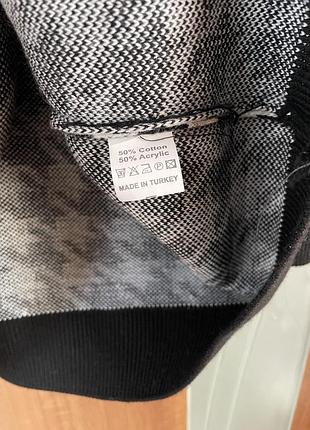 50% Cotton
50% Acrylic
MADE IN TURKEY